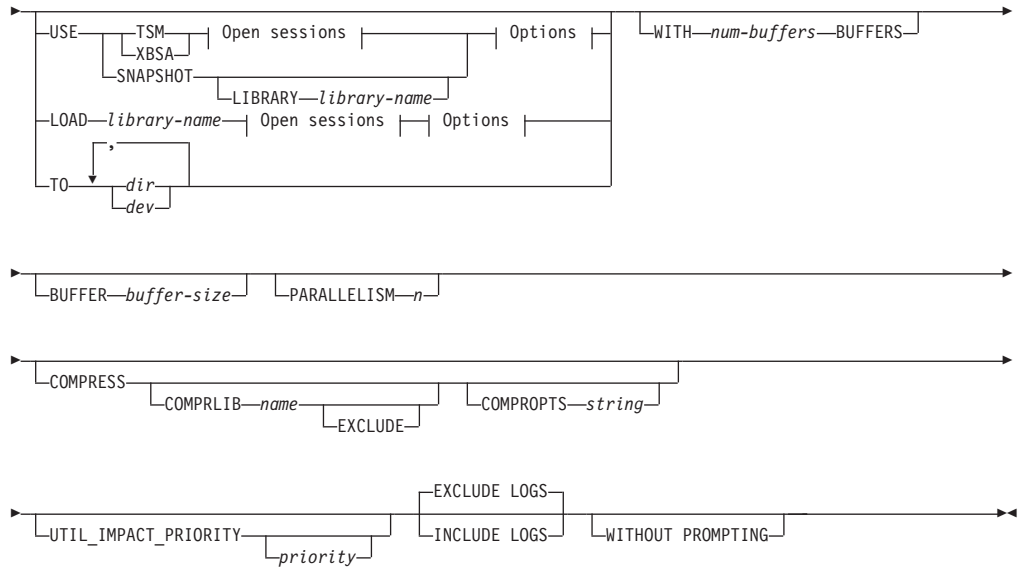 USE TSM Open sessions Options WITH num-buffers BUFFERS
XBSA
SNAPSHOT
LIBRARY library-name
LOAD library-name Open sessions Options
,
TO dir
dev
BUFFER buffer-size PARALLELISM n
COMPRESS
COMPRLIB name COMPROPTS string
EXCLUDE
EXCLUDE LOGS
UTIL_IMPACT_PRIORITY INCLUDE LOGS WITHOUT PROMPTING
priority